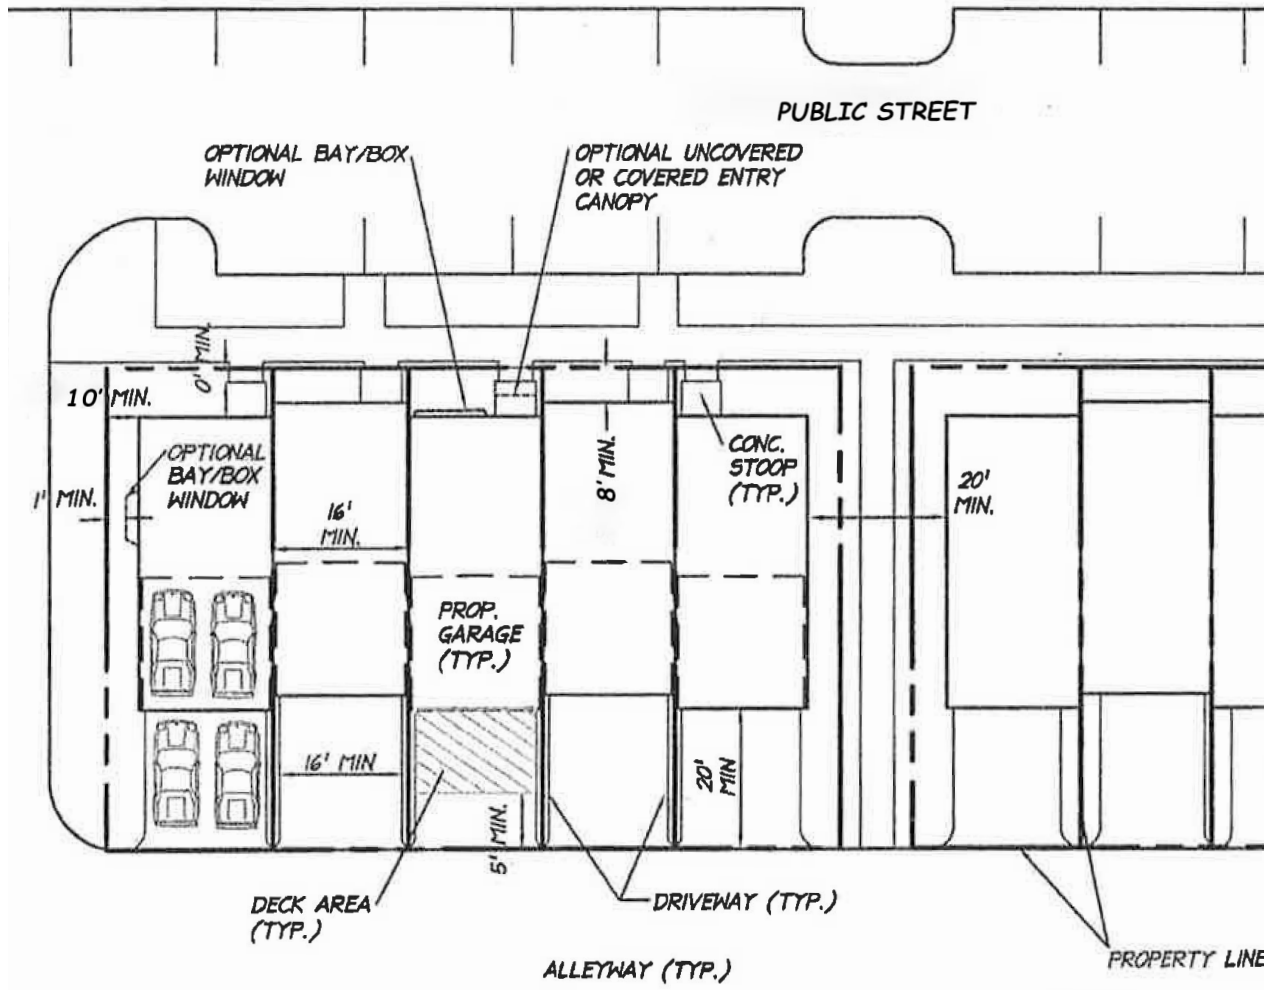 PUBLIC STREET
OPTIONAL BAY/BOX
WINDOW
OPTIONAL UNCOVERED
OR COVERED ENTRY
CANOPY
0' MIN.
10' MIN.
OPTIONAL
BAY/BOX
WINDOW
1' MIN.
16'
MIN.
8' MIN.
CONC.
STOOP
(TYP.)
20'
MIN.
PROP.
GARAGE
(TYP.)
16' MIN
20'
MIN
5' MIN.
DECK AREA
(TYP.)
DRIVEWAY (TYP.)
ALLEYWAY (TYP.)
PROPERTY LINE